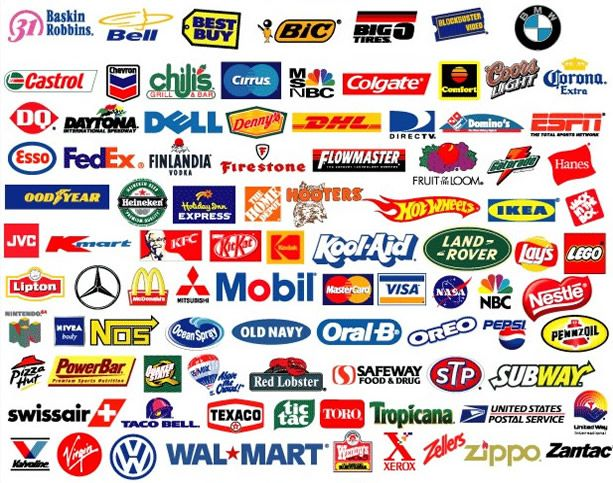 31 Baskin Robbins.
Bell
BEST BUY
BIC
BIG O TIRES.
BLOCKBUSTER VIDEO
BMW
Castrol
Chevron
chili's
GRILL & BAR
Cirrus.
MSNBC
Colgate
Comfort
Coors LIGHT
Corona.
Extra
DQ
DAYTONA
INTERNATIONAL SPEEDWAY
DELL
Denny's
DHL
DIRECTV.
Domino's
ESPN
THE TOTAL SPORTS NETWORK
Esso
FedEx
FINLANDIA
VODKA
Firestone
FLOWMASTER
FRUIT OF THE LOOM.
Gatorade
Hanes
OODYEAR
Heineken
Holiday Inn
EXPRESS
THE HOME DEPOT
HOOTERS
Hot Wheels
IKEA
JACK IN THE BOX
JVC
Kmart
KFC
KitKat
Kodak
Kool-Aid
LAND-
-ROVER
Lay's
LEGO
Lipton
McDonald's
MITSUBISHI
Mobil
MasterCard
VISA
NASA
NBC
Nestlé
NINTENDO 64
NIVEA
body
NOS
Ocean Spray
OLD NAVY
Oral-B
OREO
PEPSI
PENNZOIL
Pizza Hut
PowerBar.
Premium Sports Nutrition
QUAKER STATE
RE/MAX
Above the Crowd!
Red Lobster
SAFEWAY
FOOD & DRUG
STP
SUBWAY
swissair
TACO BELL
TEXACO
tic tac
TORO
Tropicana
UNITED STATES
POSTAL SERVICE
United Way
International
Valvoline
Virgin
VW
WAL★MART
Wendy's
XEROX
Zellers
zippo
Zantac